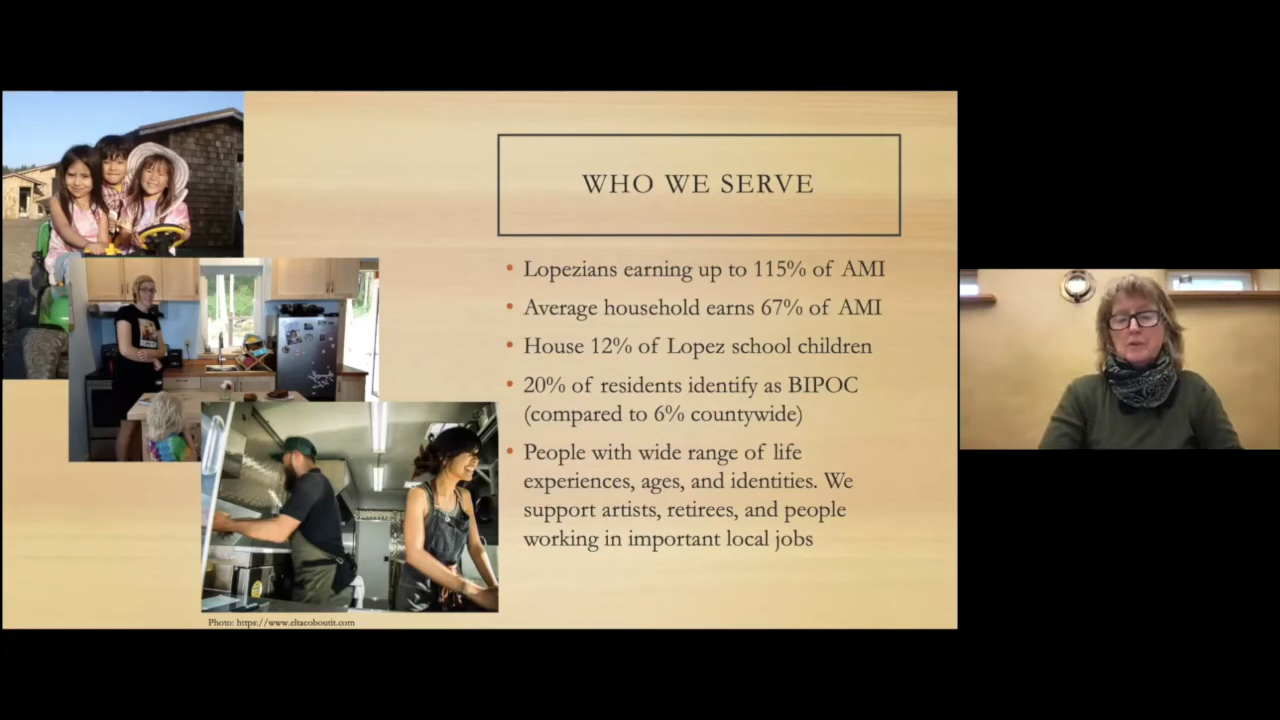 WHO WE SERVE
• Lopezians earning up to 115% of AMI
• Average household earns 67% of AMI
• House 12% of Lopez school children
• 20% of residents identify as BIPOC
(compared to 6% countywide)
• People with wide range of life
experiences, ages, and identities. We
support artists, retirees, and people
working in important local jobs
Photo: https://www.eltacoboutit.com